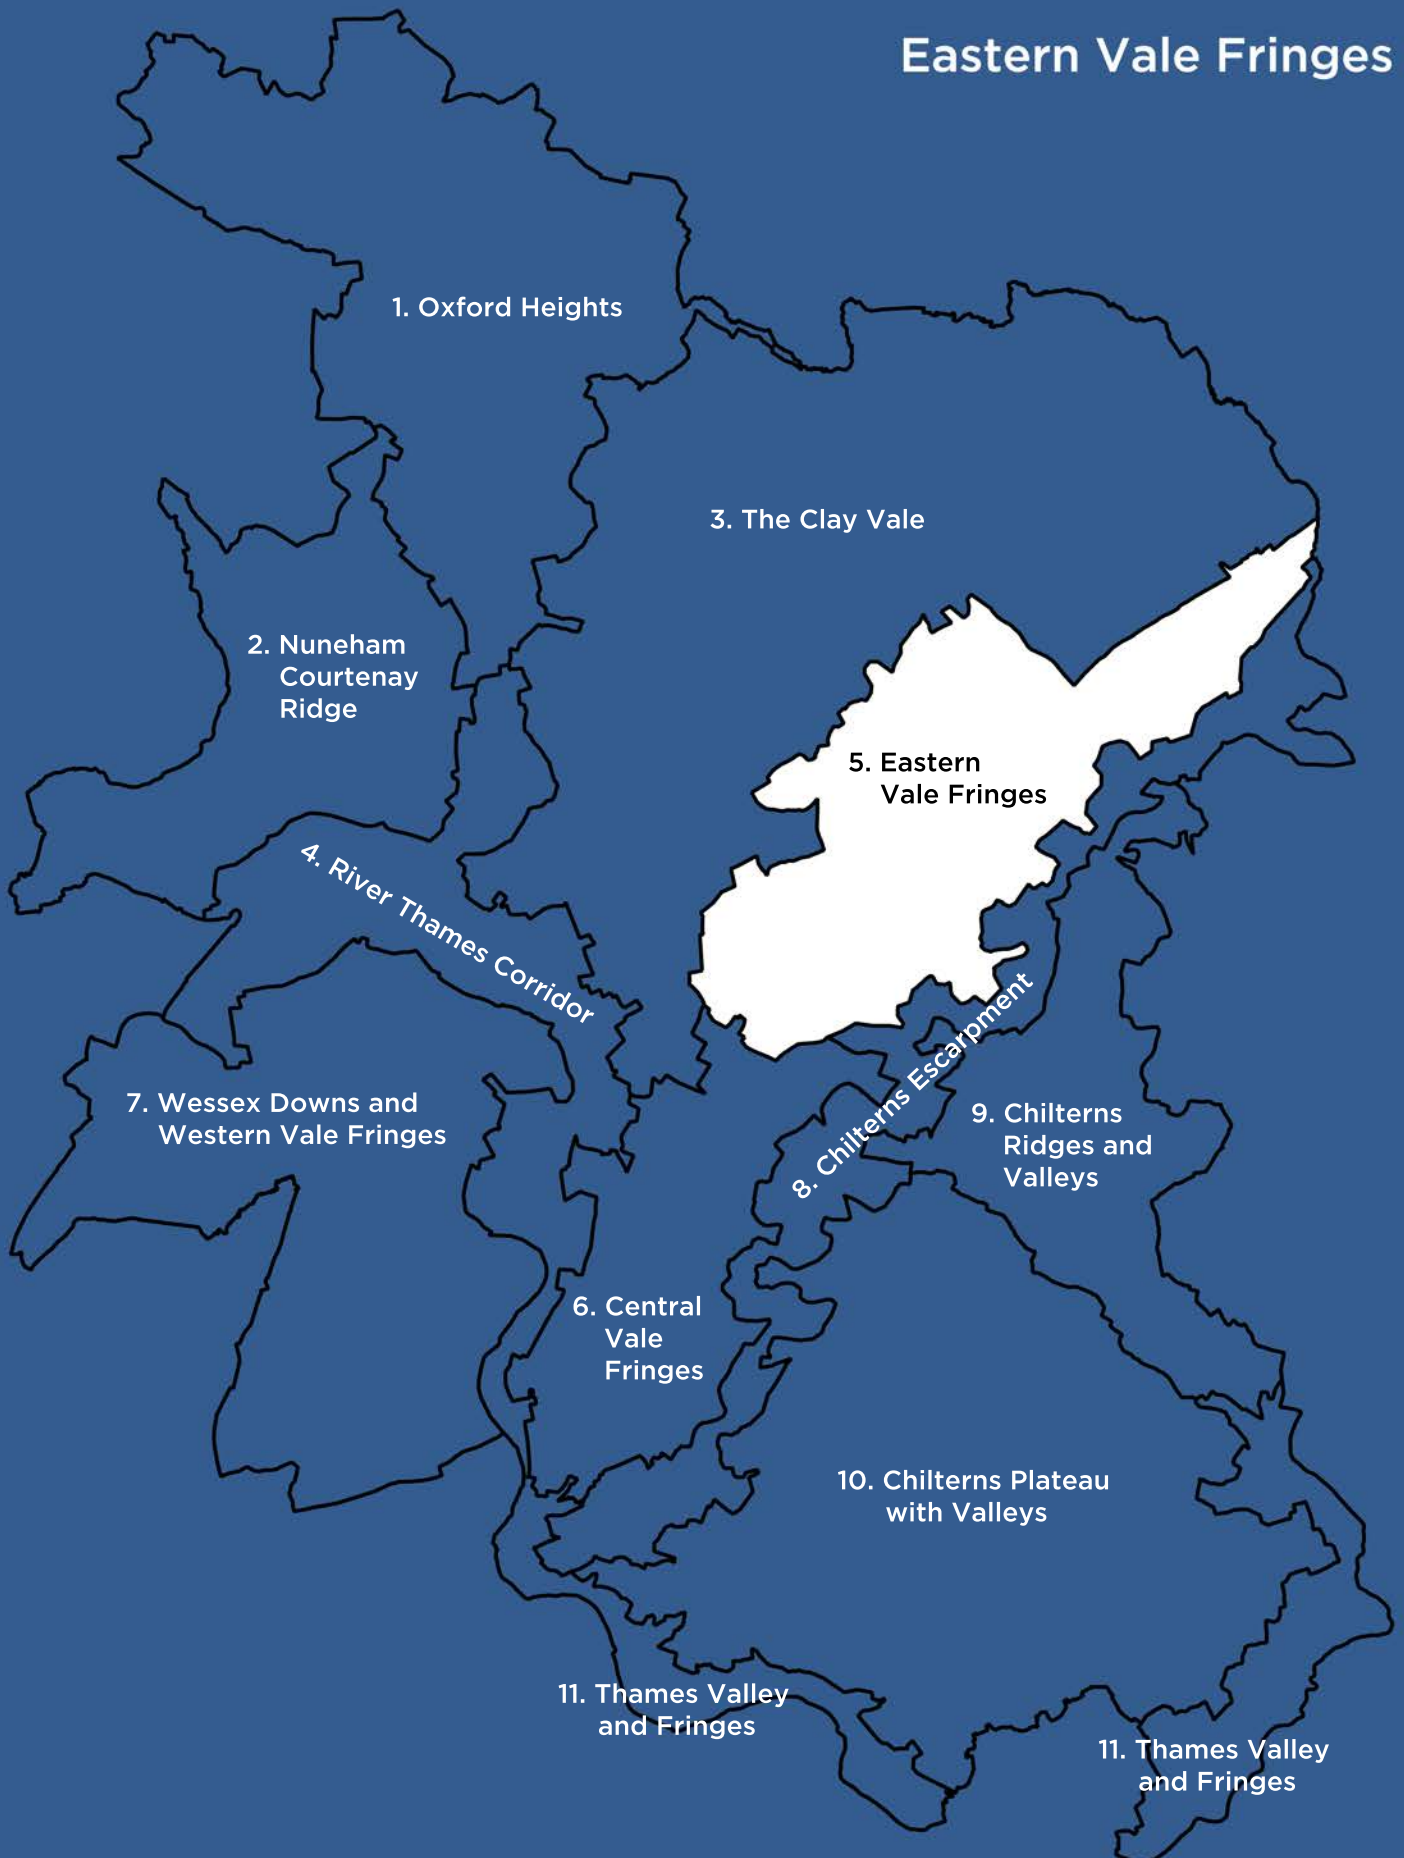 Eastern Vale Fringes
1. Oxford Heights
3. The Clay Vale
2. Nuneham
Courtenay
Ridge
5. Eastern
Vale Fringes
4. River Thames Corridor
7. Wessex Downs and
Western Vale Fringes
8. Chilterns Escarpment
9. Chilterns
Ridges and
Valleys
6. Central
Vale
Fringes
10. Chilterns Plateau
with Valleys
11. Thames Valley
and Fringes
11. Thames Valley
and Fringes